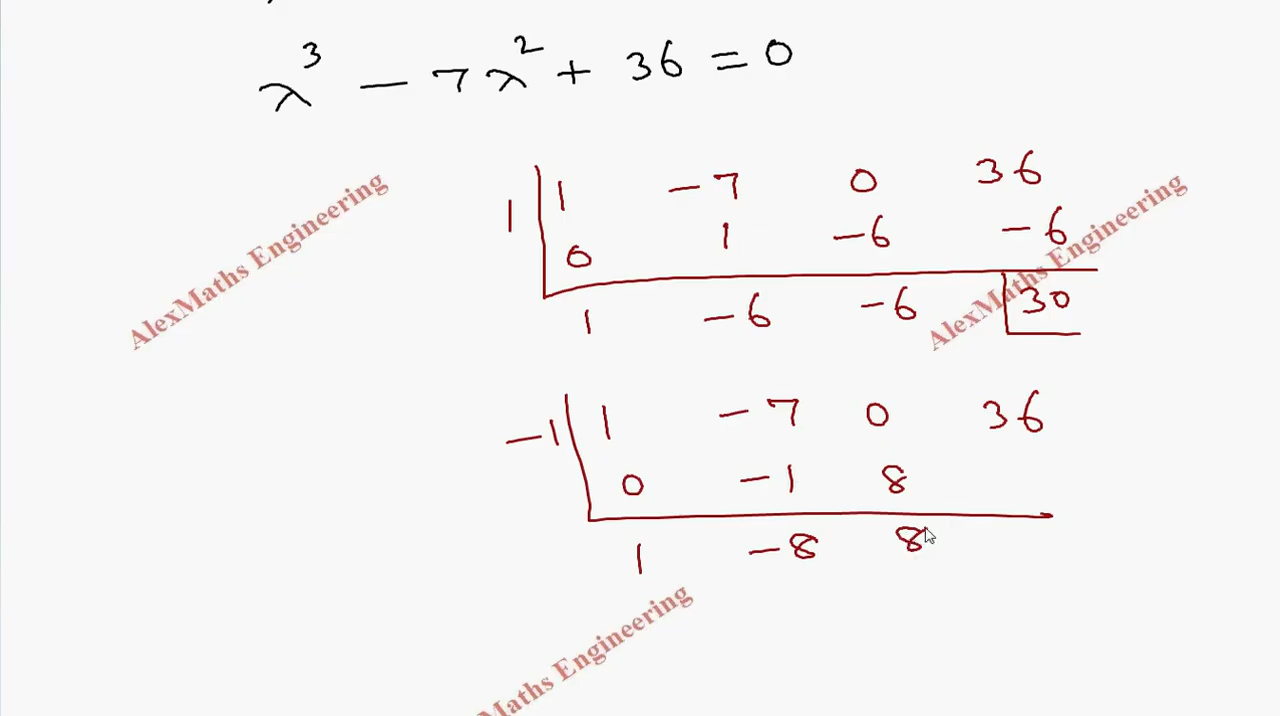 λ³ − 7λ² + 36 = 0
1 | 1 −7 0 36
0 1 −6 −6
1 −6 −6 30
−1 | 1 −7 0 36
0 −1 8
1 −8 8
AlexMaths Engineering
AlexMaths Engineering
AlexMaths Engineering